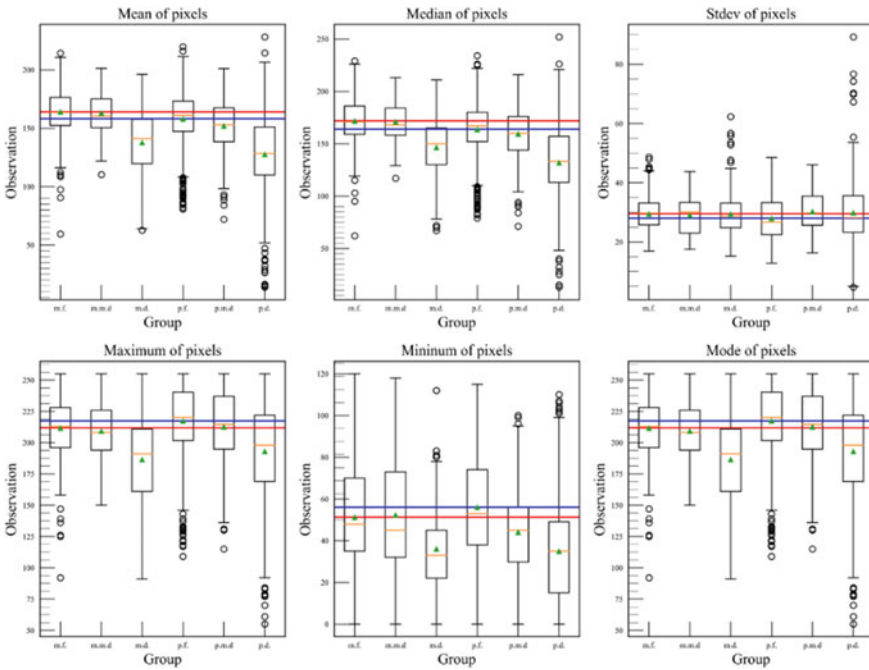 Mean of pixels
Median of pixels
Stdev of pixels
Observation
200
150
100
50
m.f.
m.m.d
m.d.
p.f.
p.m.d
p.d.
Group
Observation
250
200
150
100
50
m.f.
m.m.d
m.d.
p.f.
p.m.d
p.d.
Group
Observation
80
60
40
20
m.f.
m.m.d
m.d.
p.f.
p.m.d
p.d.
Group
Maximum of pixels
Mininum of pixels
Mode of pixels
Observation
250
225
200
175
150
125
100
75
50
m.f.
m.m.d
m.d.
p.f.
p.m.d
p.d.
Group
Observation
120
100
80
60
40
20
0
m.f.
m.m.d
m.d.
p.f.
p.m.d
p.d.
Group
Observation
250
225
200
175
150
125
100
75
50
m.f.
m.m.d
m.d.
p.f.
p.m.d
p.d.
Group